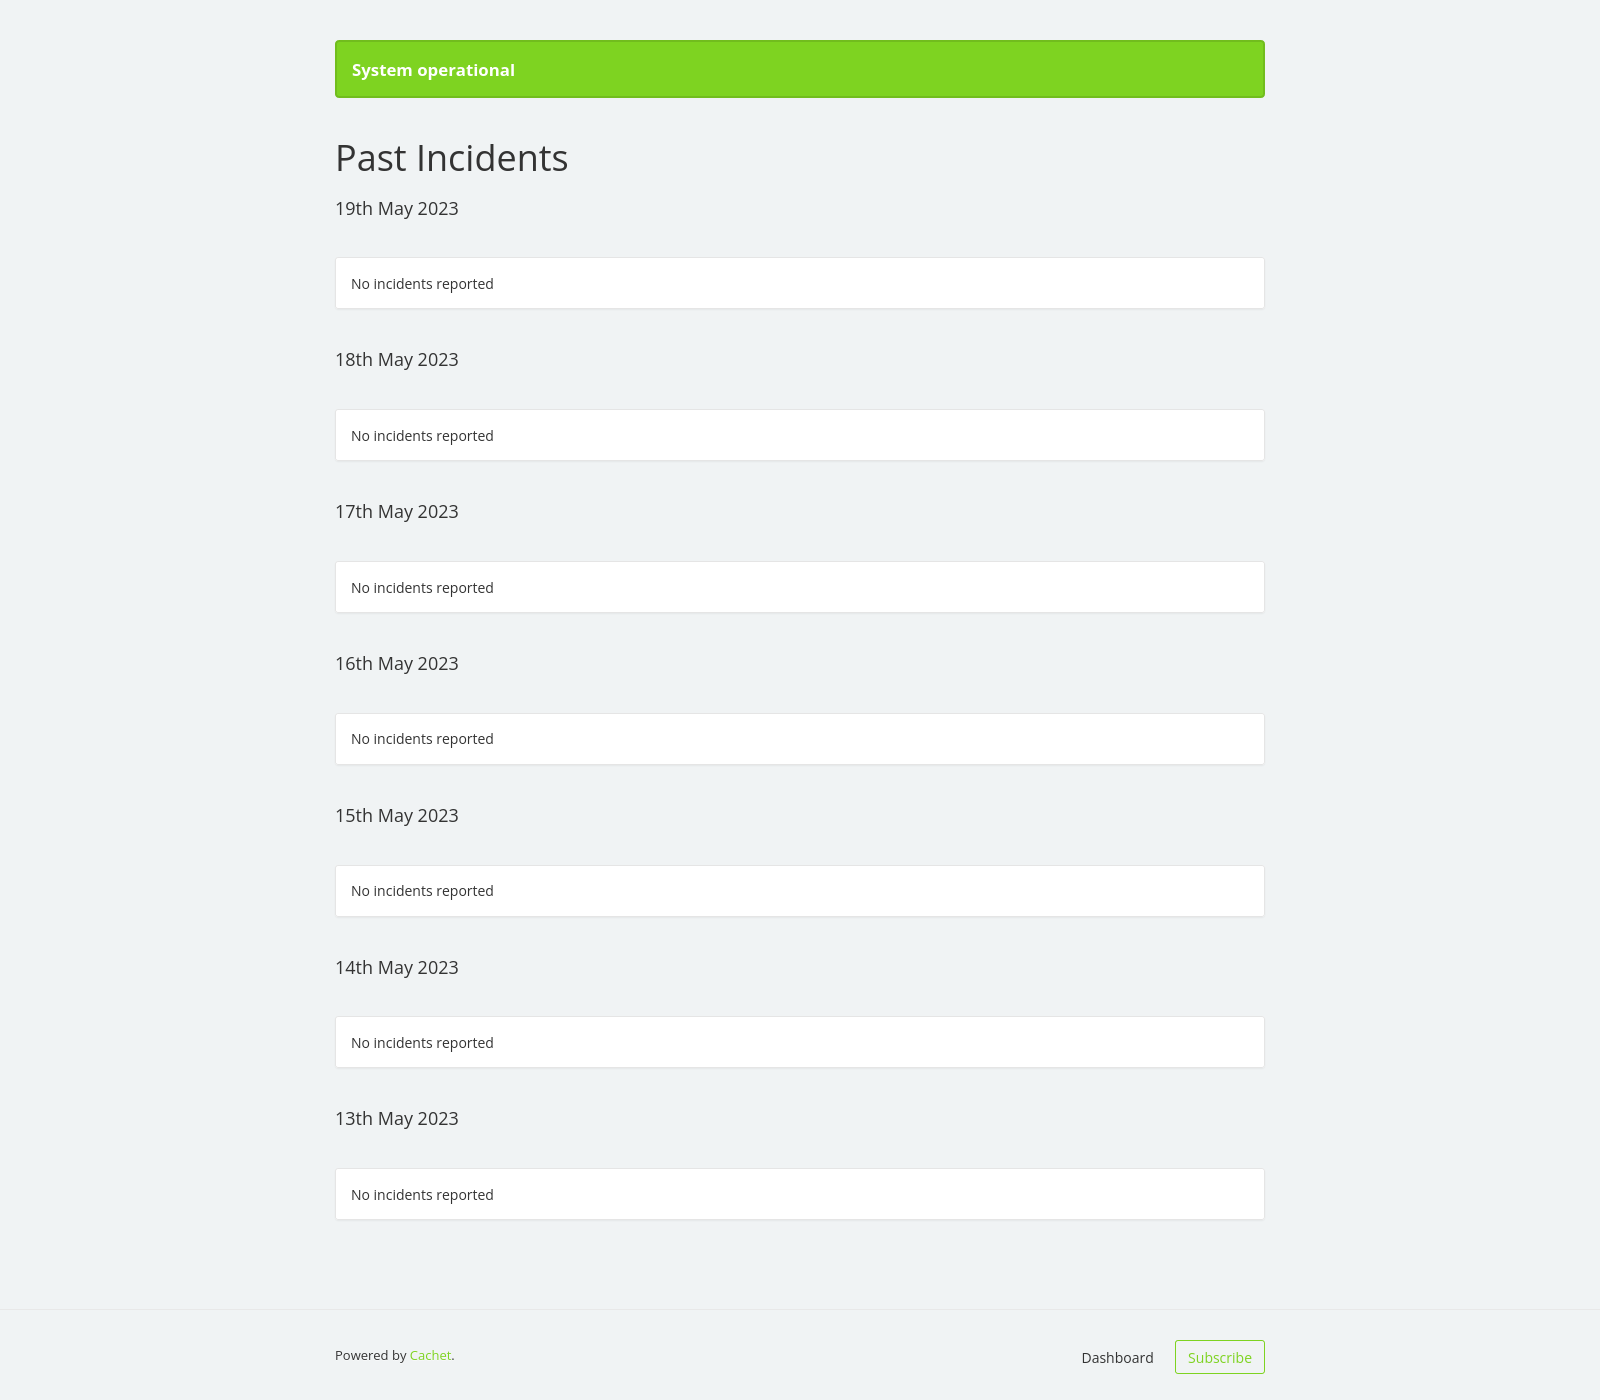 System operational
Past Incidents
19th May 2023
No incidents reported
18th May 2023
No incidents reported
17th May 2023
No incidents reported
16th May 2023
No incidents reported
15th May 2023
No incidents reported
14th May 2023
No incidents reported
13th May 2023
No incidents reported
Powered by Cachet.
Dashboard
Subscribe